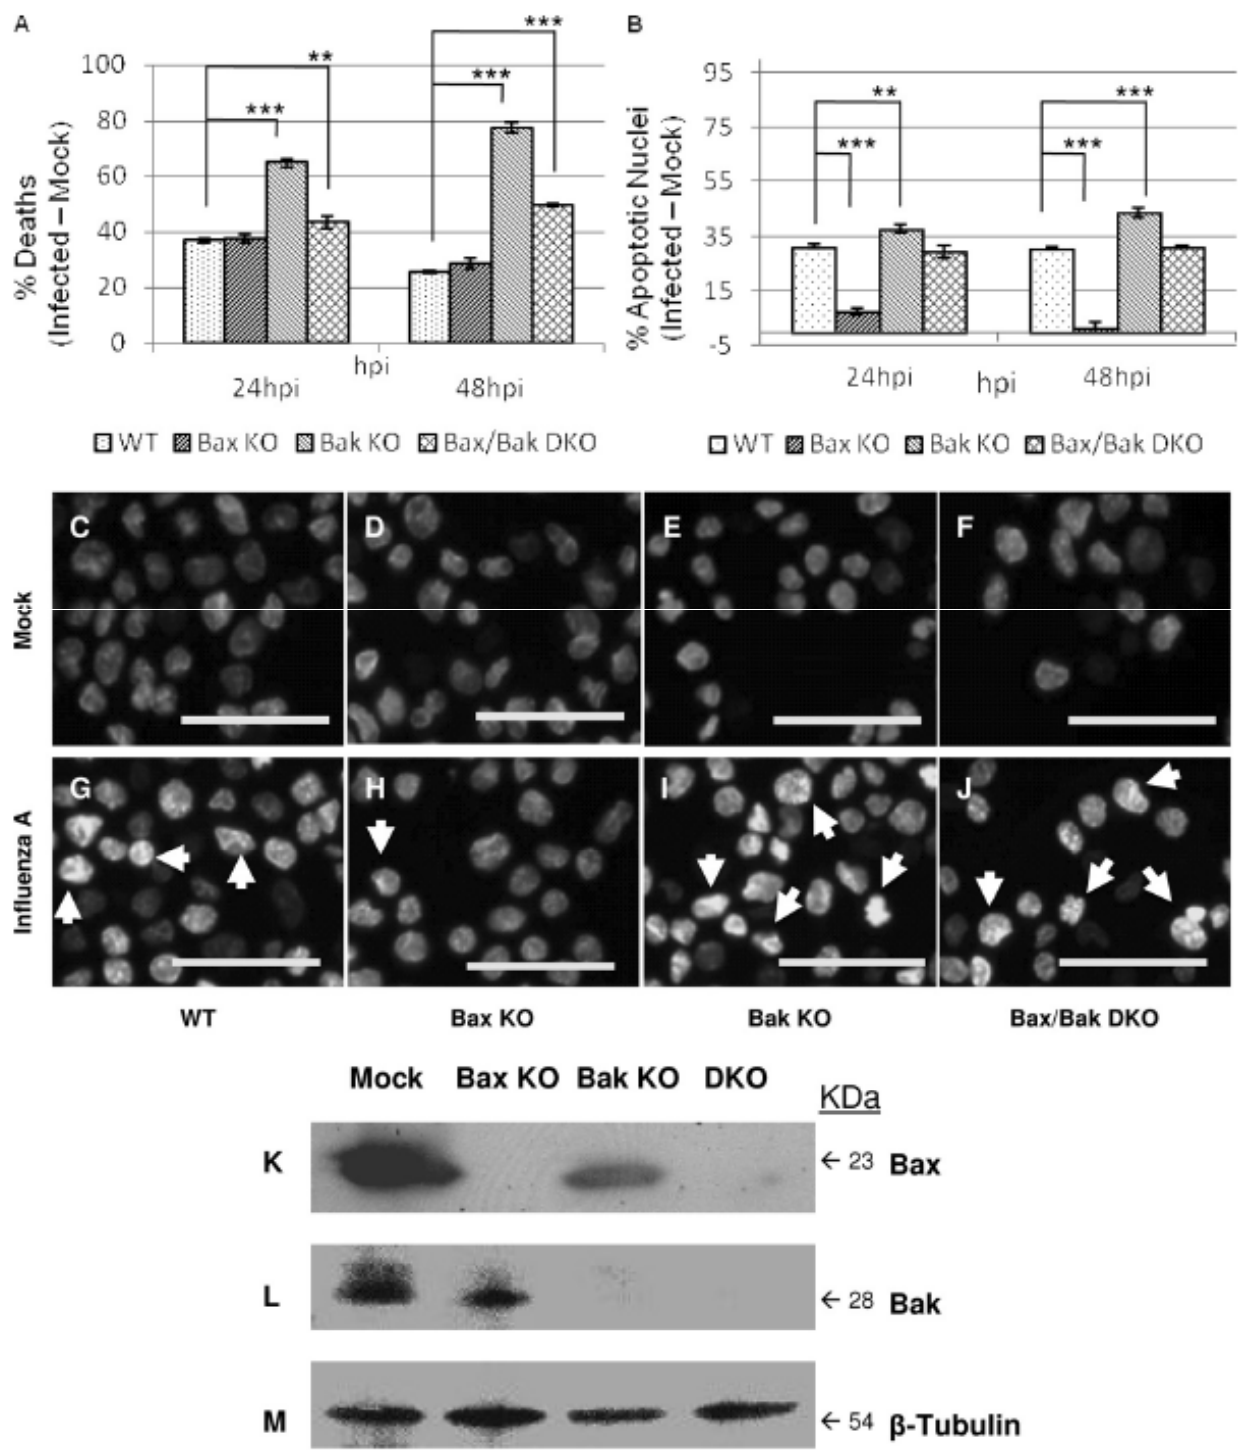 A
% Deaths
(Infected – Mock)
100
80
60
40
20
0
***
**
***
***
24hpi
hpi
48hpi
WT Bax KO Bak KO Bax/Bak DKO
B
% Apoptotic Nuclei
(Infected – Mock)
95
75
55
35
15
-5
***
**
***
***
24hpi
hpi
48hpi
WT Bax KO Bak KO Bax/Bak DKO
Mock
C D E F
Influenza A
G H I J
WT Bax KO Bak KO Bax/Bak DKO
Mock Bax KO Bak KO DKO
KDa
K ← 23 Bax
L ← 28 Bak
M ← 54 β-Tubulin